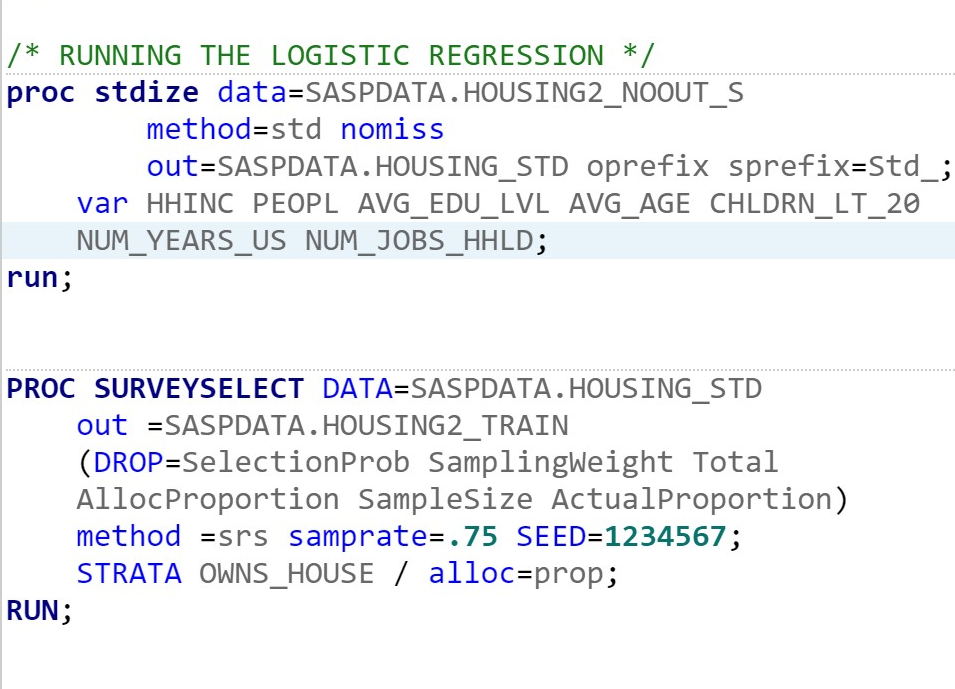 /* RUNNING THE LOGISTIC REGRESSION */
proc stdize data=SASPDATA.HOUSING2_NOOUT_S
method=std nomiss
out=SASPDATA.HOUSING_STD oprefix sprefix=Std_;
var HHINC PEOPL AVG_EDU_LVL AVG_AGE CHLDRN_LT_20
NUM_YEARS_US NUM_JOBS_HHLD;
run;
PROC SURVEYSELECT DATA=SASPDATA.HOUSING_STD
out =SASPDATA.HOUSING2_TRAIN
(DROP=SelectionProb SamplingWeight Total
AllocProportion SampleSize ActualProportion)
method =srs samprate=.75 SEED=1234567;
STRATA OWNS_HOUSE / alloc=prop;
RUN;